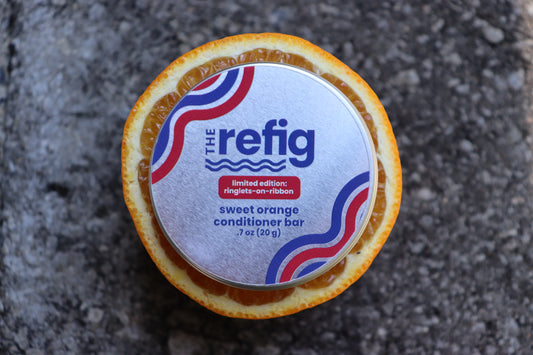 THE refig
limited edition:
ringlets-on-ribbon
sweet orange
conditioner bar
.7 oz (20 g)